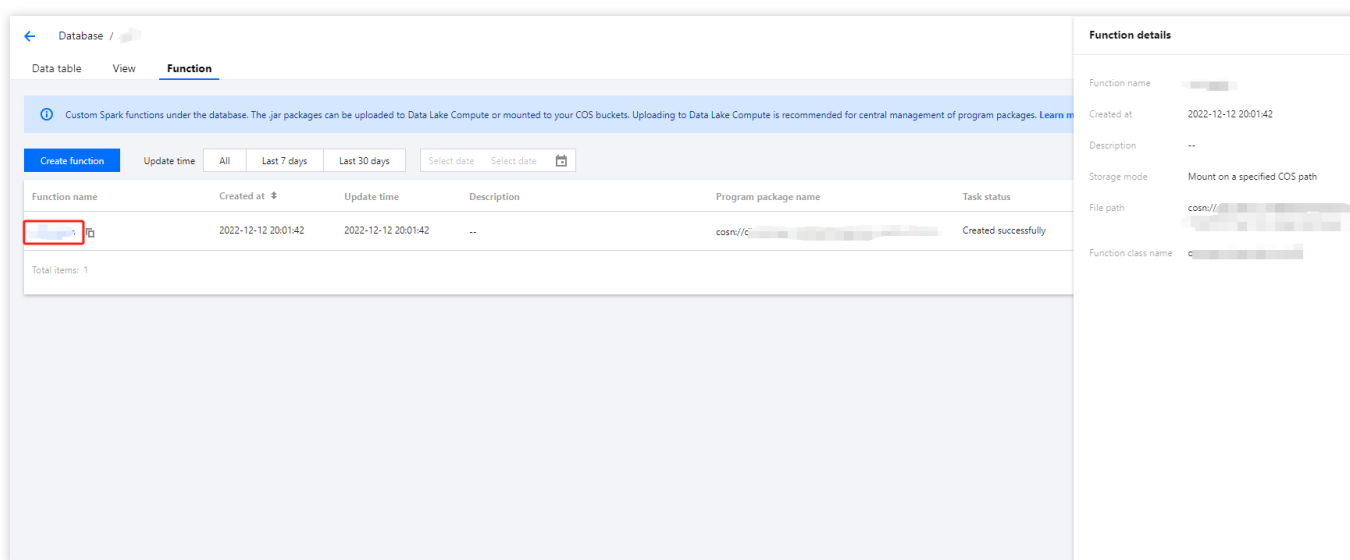 Database /
Data table View Function
Custom Spark functions under the database. The .jar packages can be uploaded to Data Lake Compute or mounted to your COS buckets. Uploading to Data Lake Compute is recommended for central management of program packages. Learn m
Create function Update time All Last 7 days Last 30 days Select date Select date
Function name Created at Update time Description Program package name Task status
2022-12-12 20:01:42 2022-12-12 20:01:42 -- cosn:// Created successfully
Total items: 1
Function details
Function name
Created at 2022-12-12 20:01:42
Description --
Storage mode Mount on a specified COS path
File path cosn://
Function class name